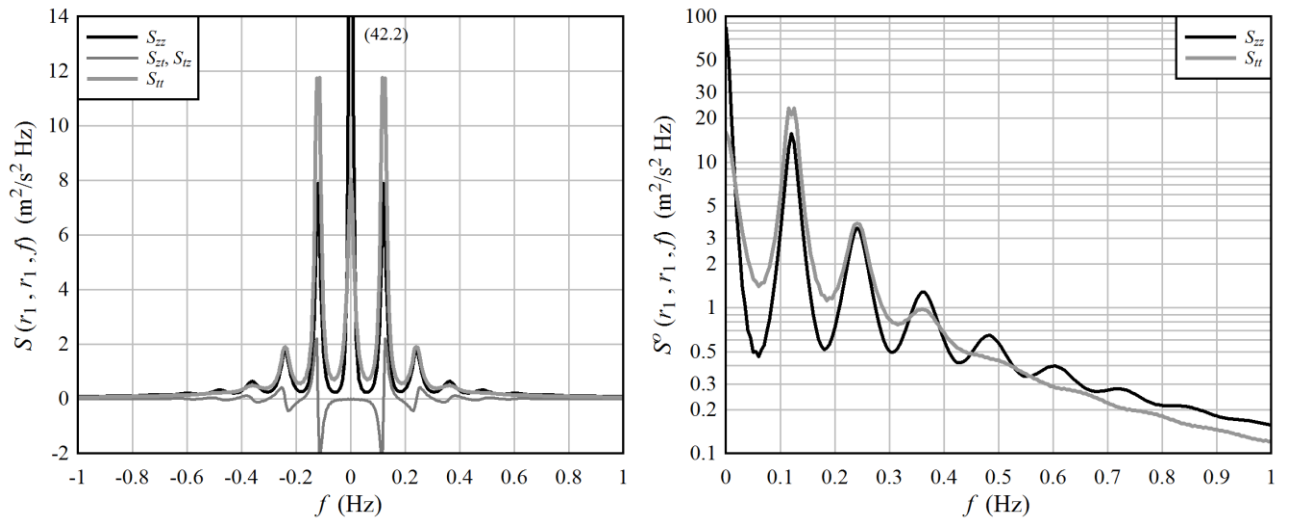 14
12
10
8
6
4
2
0
-2
S (r1 , r1 , f)  (m²/s² Hz)
Szz
Szt, Stz
Stt
(42.2)
-1 -0.8 -0.6 -0.4 -0.2 0 0.2 0.4 0.6 0.8 1
f (Hz)
100
50
30
20
10
5
3
2
1
0.5
0.3
0.2
0.1
Sᵒ (r1 , r1 , f)  (m²/s² Hz)
Szz
Stt
0 0.1 0.2 0.3 0.4 0.5 0.6 0.7 0.8 0.9 1
f (Hz)